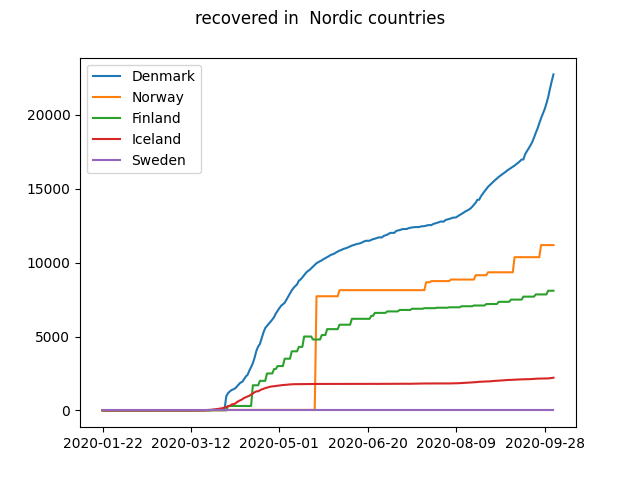 recovered in  Nordic countries
Denmark
Norway
Finland
Iceland
Sweden
20000
15000
10000
5000
0
2020-01-22 2020-03-12 2020-05-01 2020-06-20 2020-08-09 2020-09-28